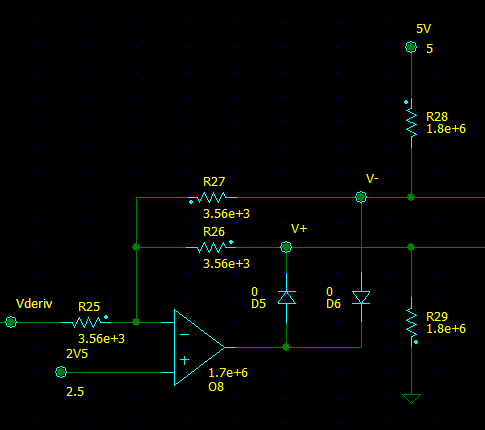 5V
5
R28
1.8e+6
R27
3.56e+3
V-
R26
3.56e+3
V+
0
D5
0
D6
Vderiv
R25
3.56e+3
R29
1.8e+6
2V5
2.5
1.7e+6
O8